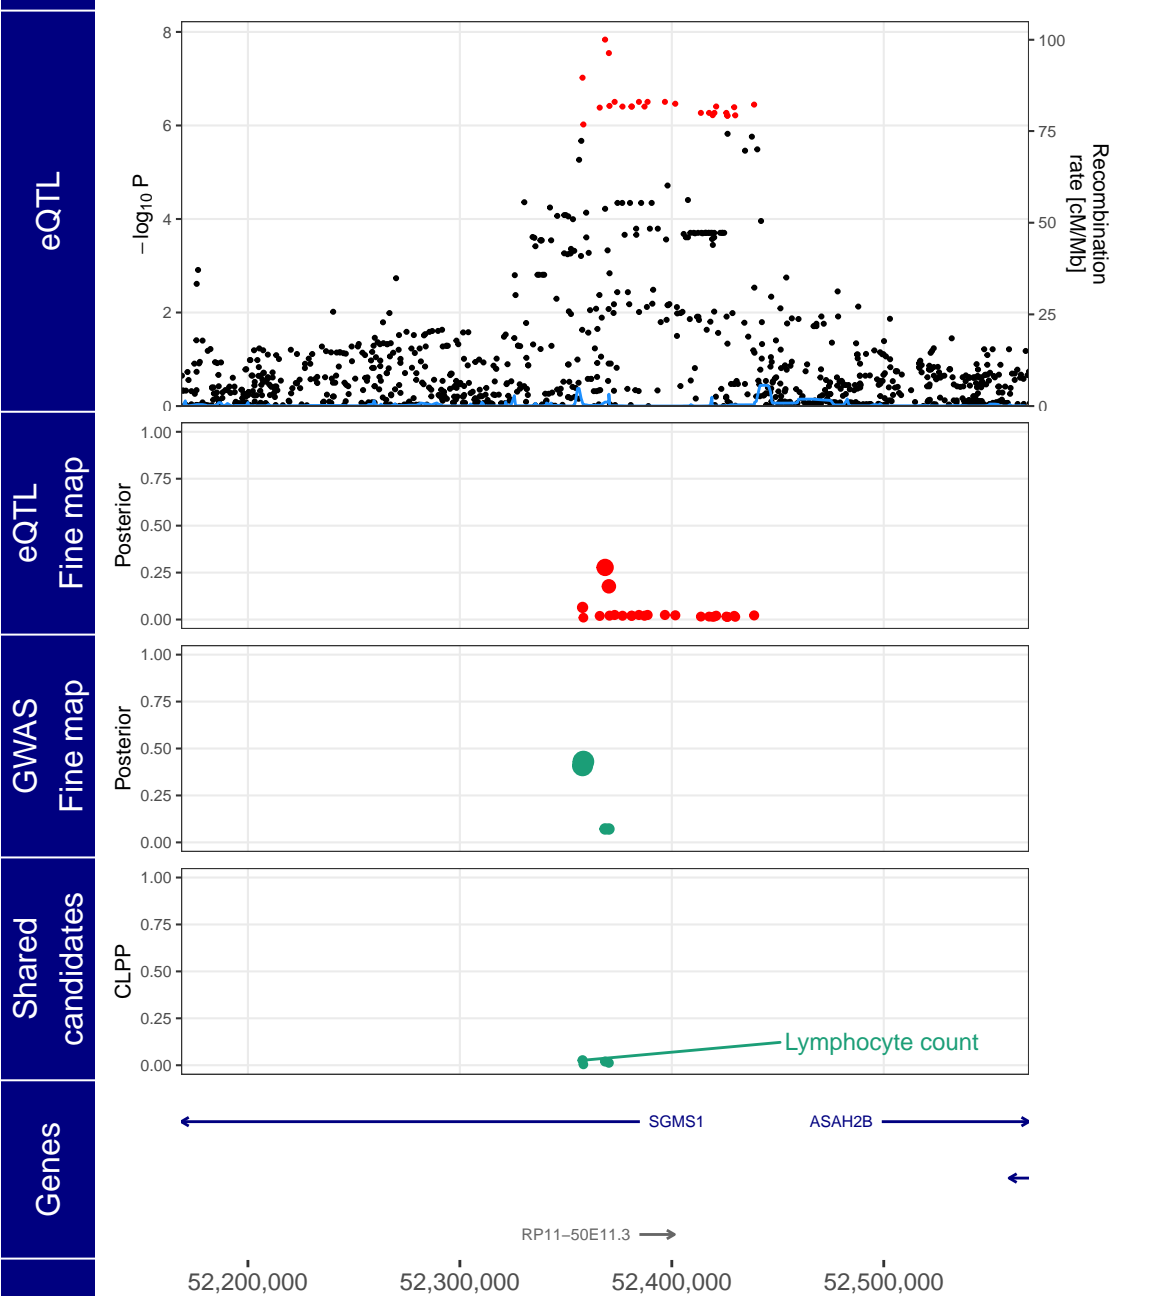 eQTL
−log10 P
8
6
4
2
0
100
75
50
25
0
Recombination
rate [cM/Mb]
eQTL
Fine map
Posterior
1.00
0.75
0.50
0.25
0.00
GWAS
Fine map
Posterior
1.00
0.75
0.50
0.25
0.00
Shared
candidates
CLPP
1.00
0.75
0.50
0.25
0.00
Lymphocyte count
Genes
SGMS1
ASAH2B
RP11−50E11.3
52,200,000
52,300,000
52,400,000
52,500,000